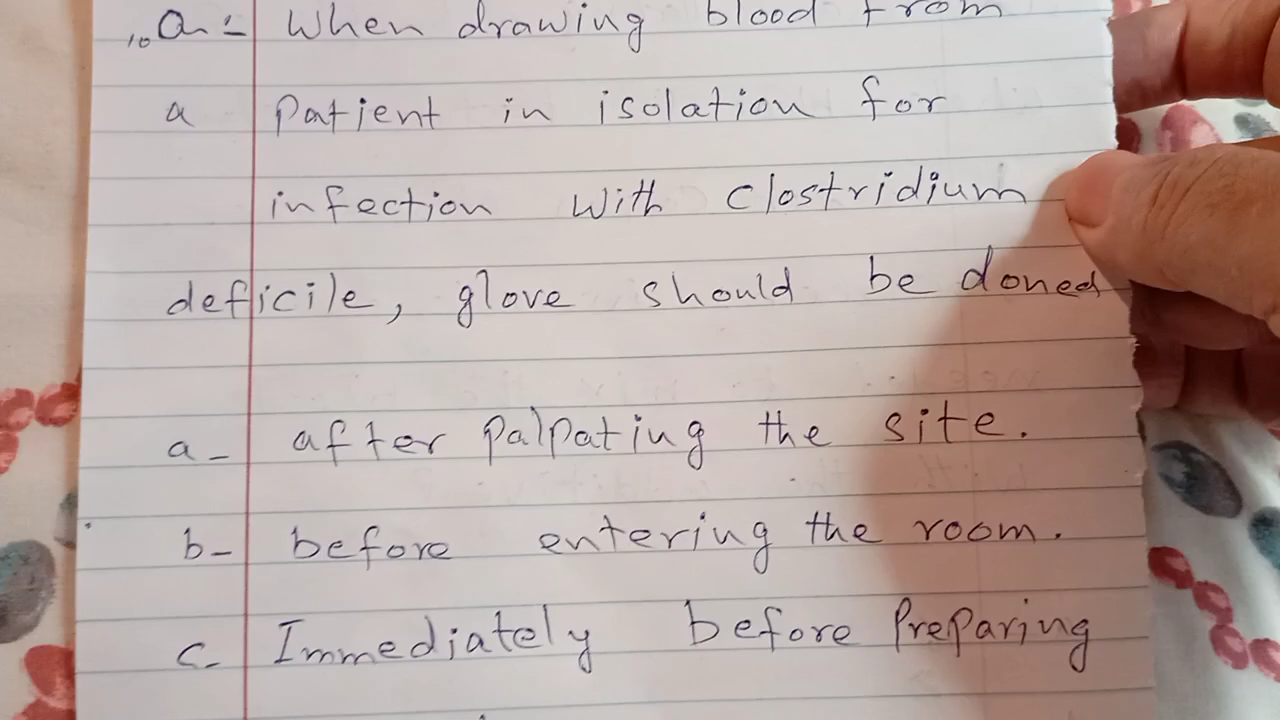 10 Q:- When drawing blood from
a patient in isolation for
infection with clostridium
deficile, glove should be doned
a- after palpating the site.
b- before entering the room.
c- Immediately before Preparing